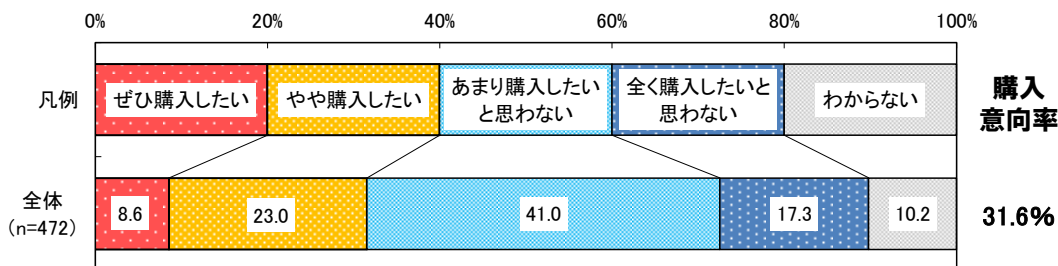 0% 20% 40% 60% 80% 100%
凡例 ぜひ購入したい やや購入したい あまり購入したい 全く購入したいと わからない 購入
と思わない 思わない 意向率
全体 8.6 23.0 41.0 17.3 10.2 31.6%
(n=472)